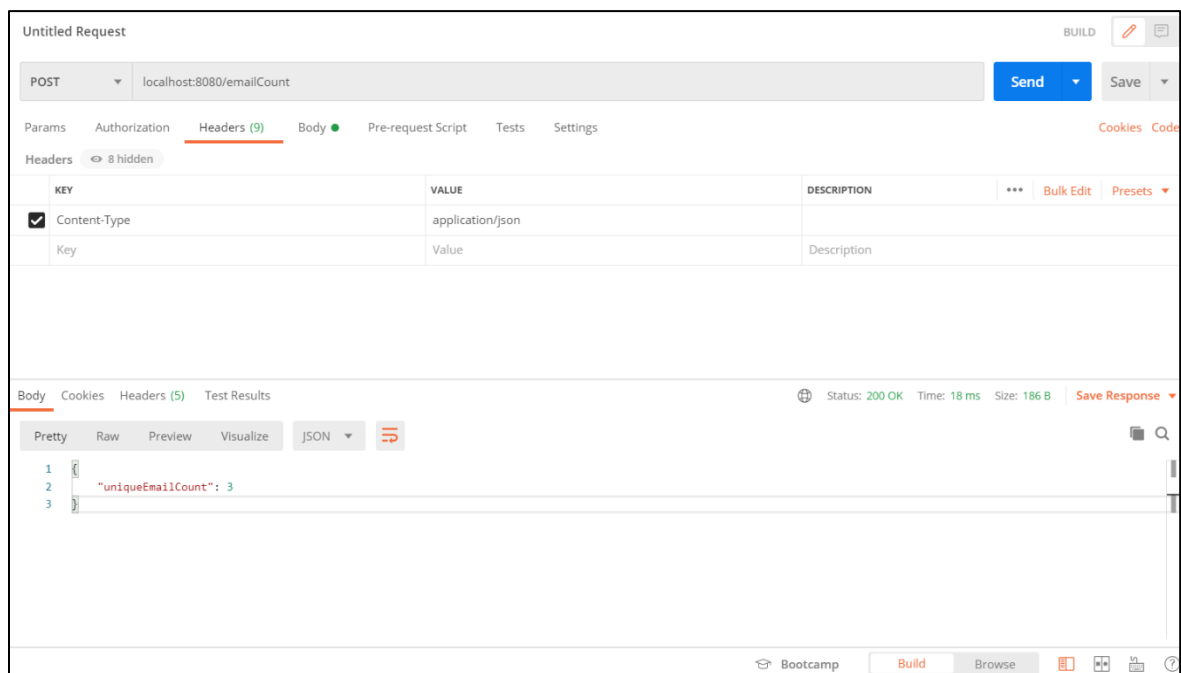 Untitled Request BUILD
POST localhost:8080/emailCount Send Save
Params Authorization Headers (9) Body Pre-request Script Tests Settings Cookies Code
Headers 8 hidden
KEY VALUE DESCRIPTION Bulk Edit Presets
Content-Type application/json
Key Value Description
Body Cookies Headers (5) Test Results Status: 200 OK Time: 18 ms Size: 186 B Save Response
Pretty Raw Preview Visualize JSON
1 {
2 "uniqueEmailCount": 3
3 }
Bootcamp Build Browse